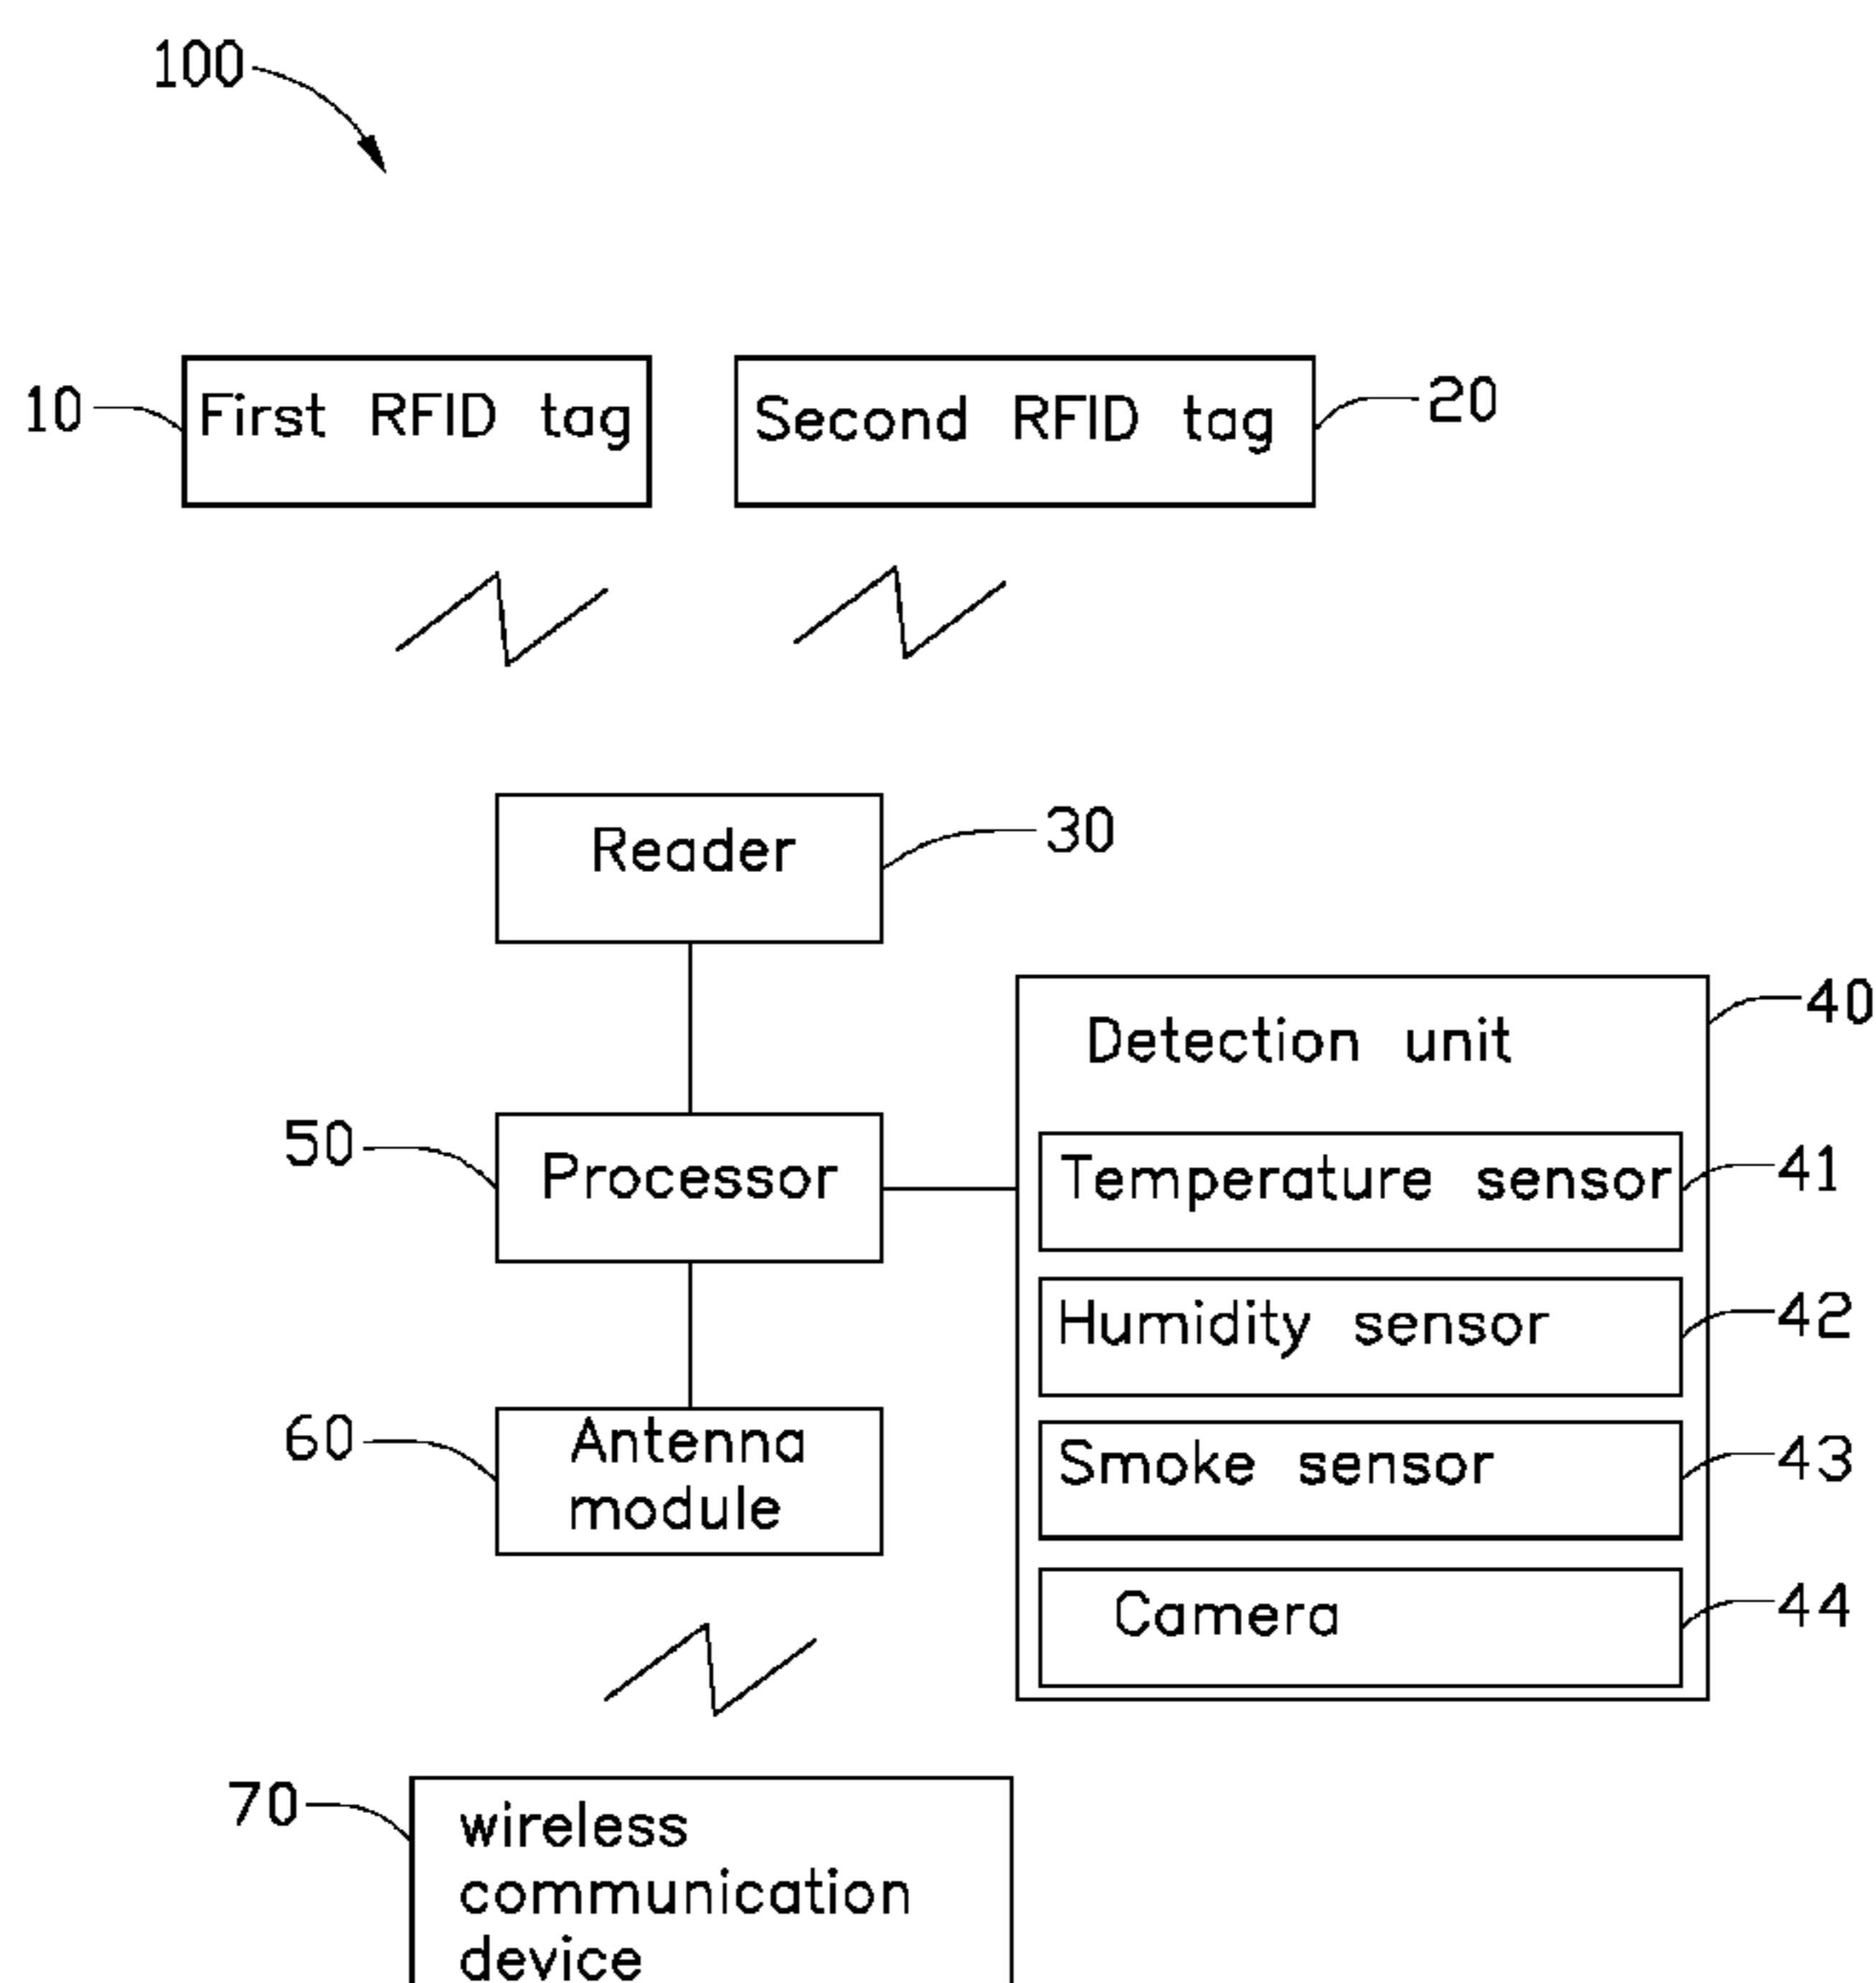 100
10 First RFID tag
Second RFID tag 20
Reader 30
Detection unit 40
50 Processor
Temperature sensor 41
Humidity sensor 42
60 Antenna
module
Smoke sensor 43
Camera 44
70 wireless
communication
device